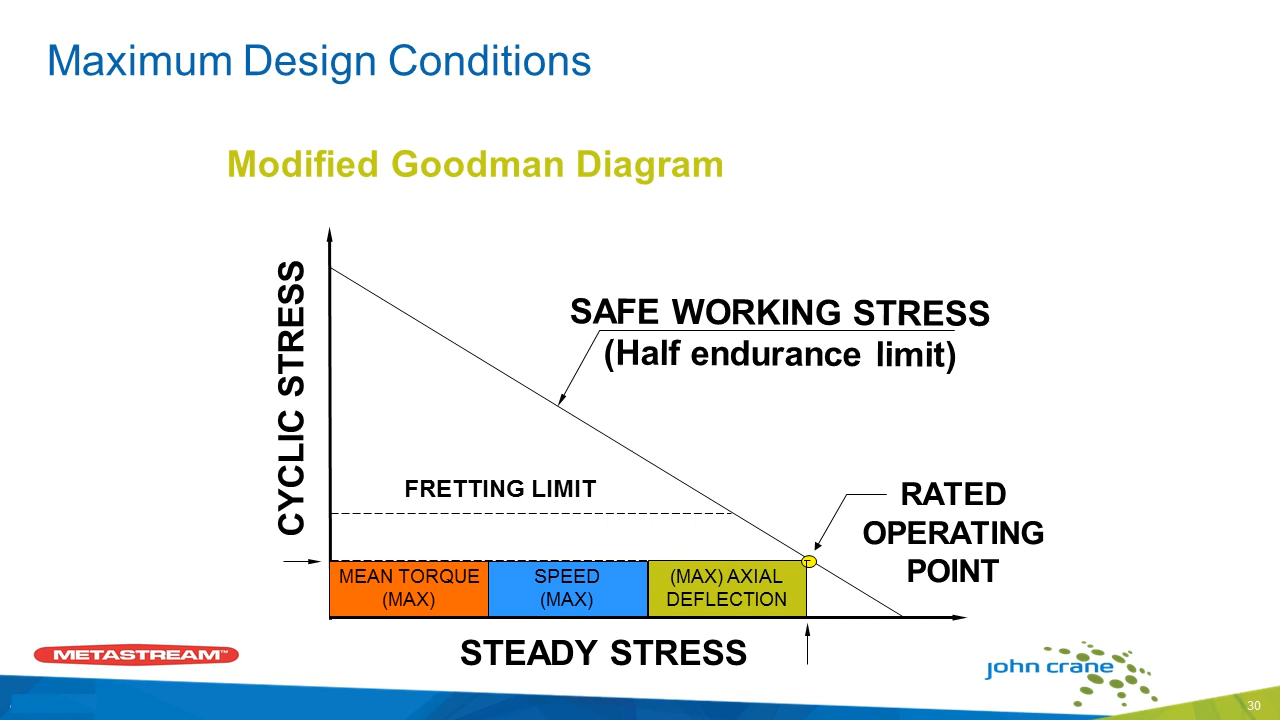 Maximum Design Conditions
Modified Goodman Diagram
CYCLIC STRESS
SAFE WORKING STRESS
(Half endurance limit)
FRETTING LIMIT
RATED
OPERATING
POINT
MEAN TORQUE
(MAX)
SPEED
(MAX)
(MAX) AXIAL
DEFLECTION
T
STEADY STRESS
METASTREAM™
john crane
30